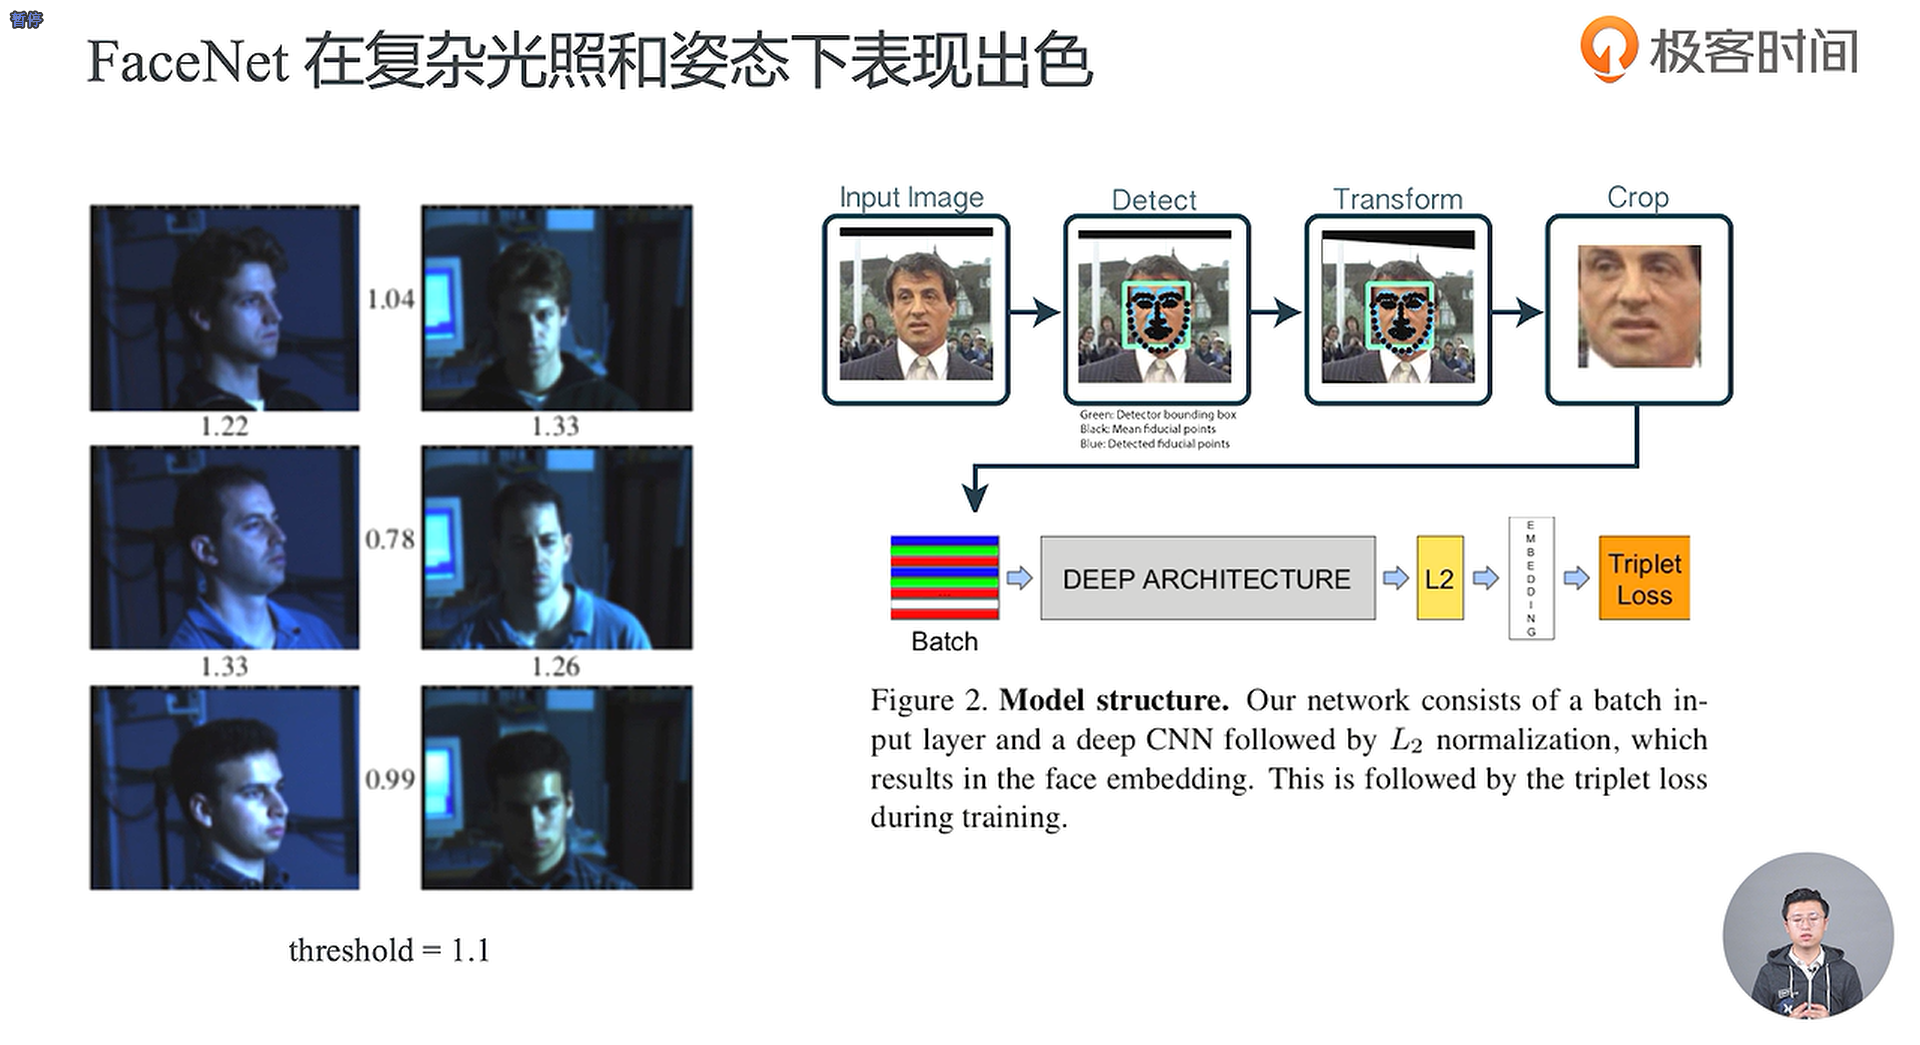 暂停
FaceNet 在复杂光照和姿态下表现出色
极客时间
1.04
1.22
1.33
0.78
1.33
1.26
0.99
threshold = 1.1
Input Image
Detect
Transform
Crop
Green: Detector bounding box
Black: Mean fiducial points
Blue: Detected fiducial points
...
Batch
DEEP ARCHITECTURE
L2
EMBEDDING
Triplet
Loss
Figure 2. Model structure. Our network consists of a batch in-
put layer and a deep CNN followed by L2 normalization, which
results in the face embedding. This is followed by the triplet loss
during training.